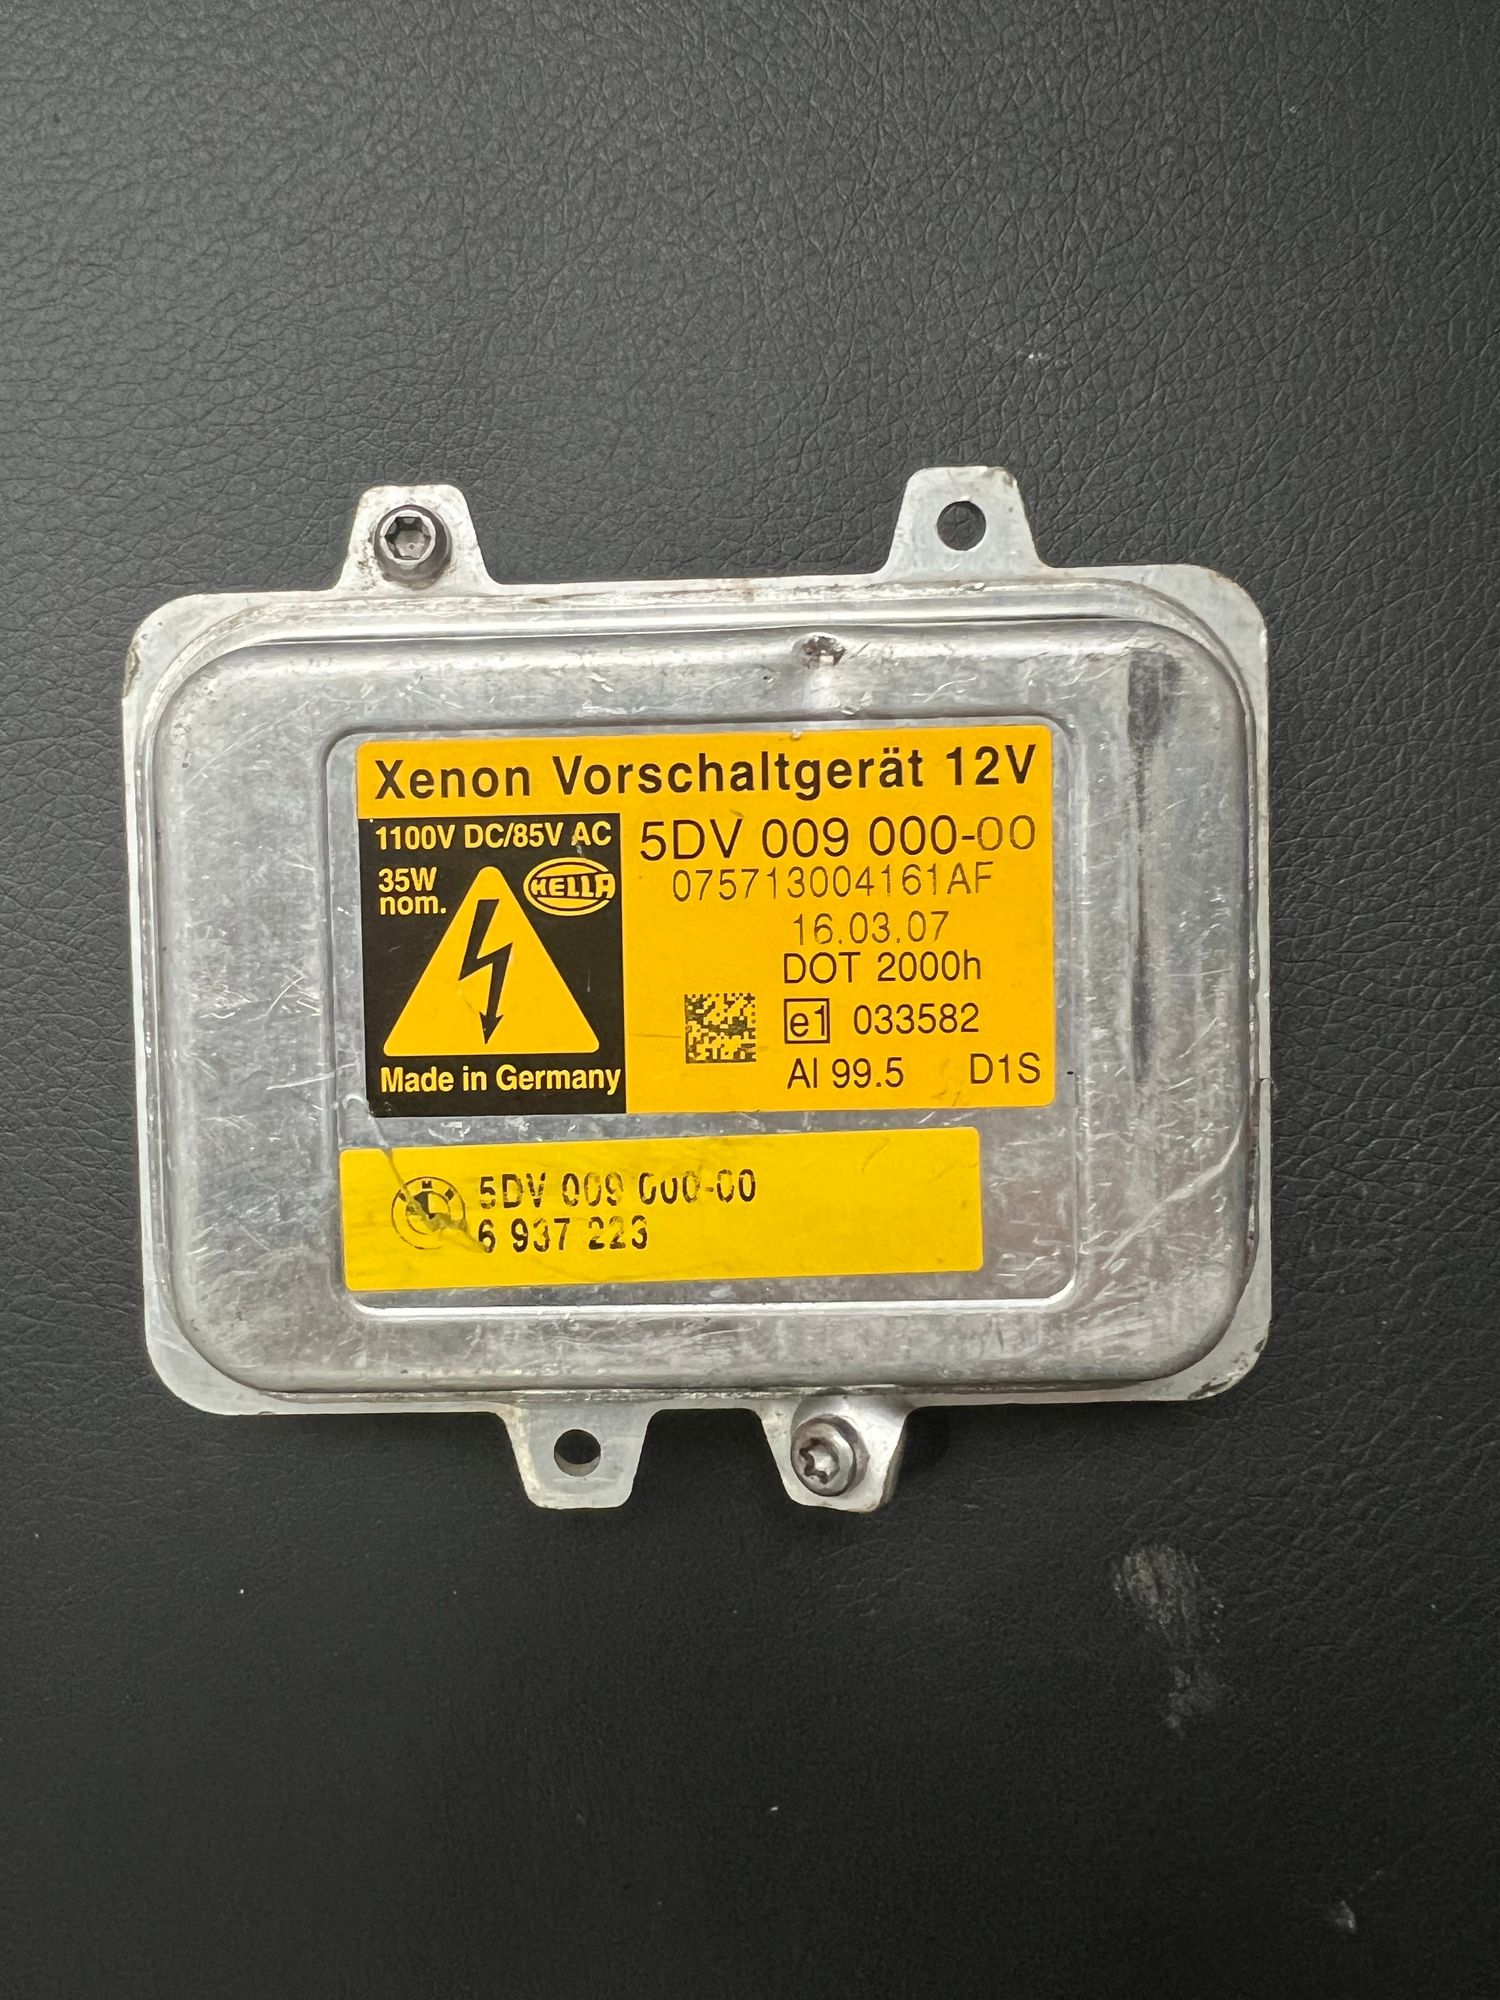 Xenon Vorschaltgerät 12V
1100V DC/85V AC
35W
nom.
HELLA
Made in Germany
5DV 009 000-00
075713004161AF
16.03.07
DOT 2000h
e1 033582
Al 99.5 D1S
BMW
5DV 009 000-00
6 937 223